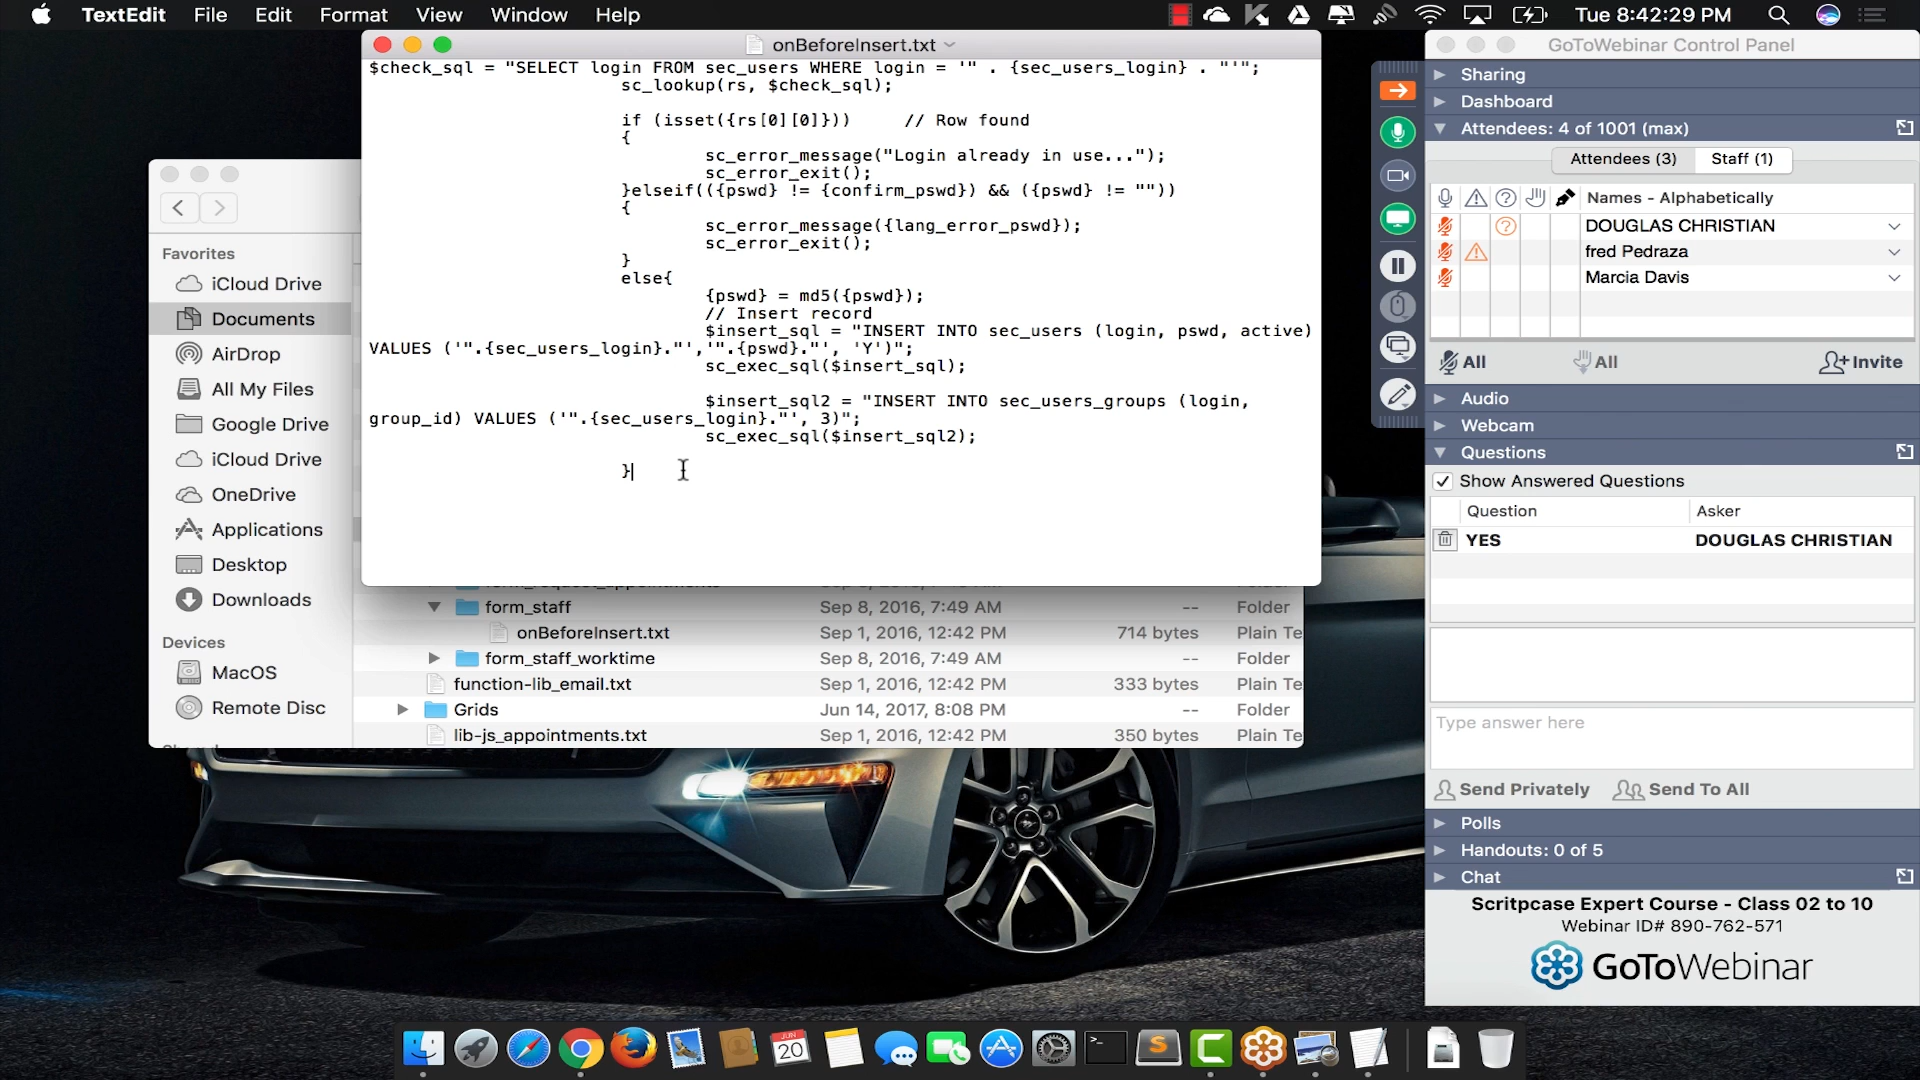 TextEdit File Edit Format View Window Help
Tue 8:42:29 PM
onBeforeInsert.txt
$check_sql = "SELECT login FROM sec_users WHERE login = '" . {sec_users_login} . "'";
sc_lookup(rs, $check_sql);
if (isset({rs[0][0]})) // Row found
{
sc_error_message("Login already in use...");
sc_error_exit();
}elseif(({pswd} != {confirm_pswd}) && ({pswd} != ""))
{
sc_error_message({lang_error_pswd});
sc_error_exit();
}
else{
{pswd} = md5({pswd});
// Insert record
$insert_sql = "INSERT INTO sec_users (login, pswd, active)
VALUES ('".{sec_users_login}."','".{pswd}."', 'Y')";
sc_exec_sql($insert_sql);
$insert_sql2 = "INSERT INTO sec_users_groups (login,
group_id) VALUES ('".{sec_users_login}."', 3)";
sc_exec_sql($insert_sql2);
}
Favorites
iCloud Drive
Documents
AirDrop
All My Files
Google Drive
iCloud Drive
OneDrive
Applications
Desktop
Downloads
Devices
MacOS
Remote Disc
form_staff Sep 8, 2016, 7:49 AM -- Folder
onBeforeInsert.txt Sep 1, 2016, 12:42 PM 714 bytes Plain Te
form_staff_worktime Sep 8, 2016, 7:49 AM -- Folder
function-lib_email.txt Sep 1, 2016, 12:42 PM 333 bytes Plain Te
Grids Jun 14, 2017, 8:08 PM -- Folder
lib-js_appointments.txt Sep 1, 2016, 12:42 PM 350 bytes Plain Te
GoToWebinar Control Panel
Sharing
Dashboard
Attendees: 4 of 1001 (max)
Attendees (3) Staff (1)
Names - Alphabetically
DOUGLAS CHRISTIAN
fred Pedraza
Marcia Davis
All All Invite
Audio
Webcam
Questions
Show Answered Questions
Question Asker
YES DOUGLAS CHRISTIAN
Type answer here
Send Privately Send To All
Polls
Handouts: 0 of 5
Chat
Scritpcase Expert Course - Class 02 to 10
Webinar ID# 890-762-571
GoToWebinar
JUN
20